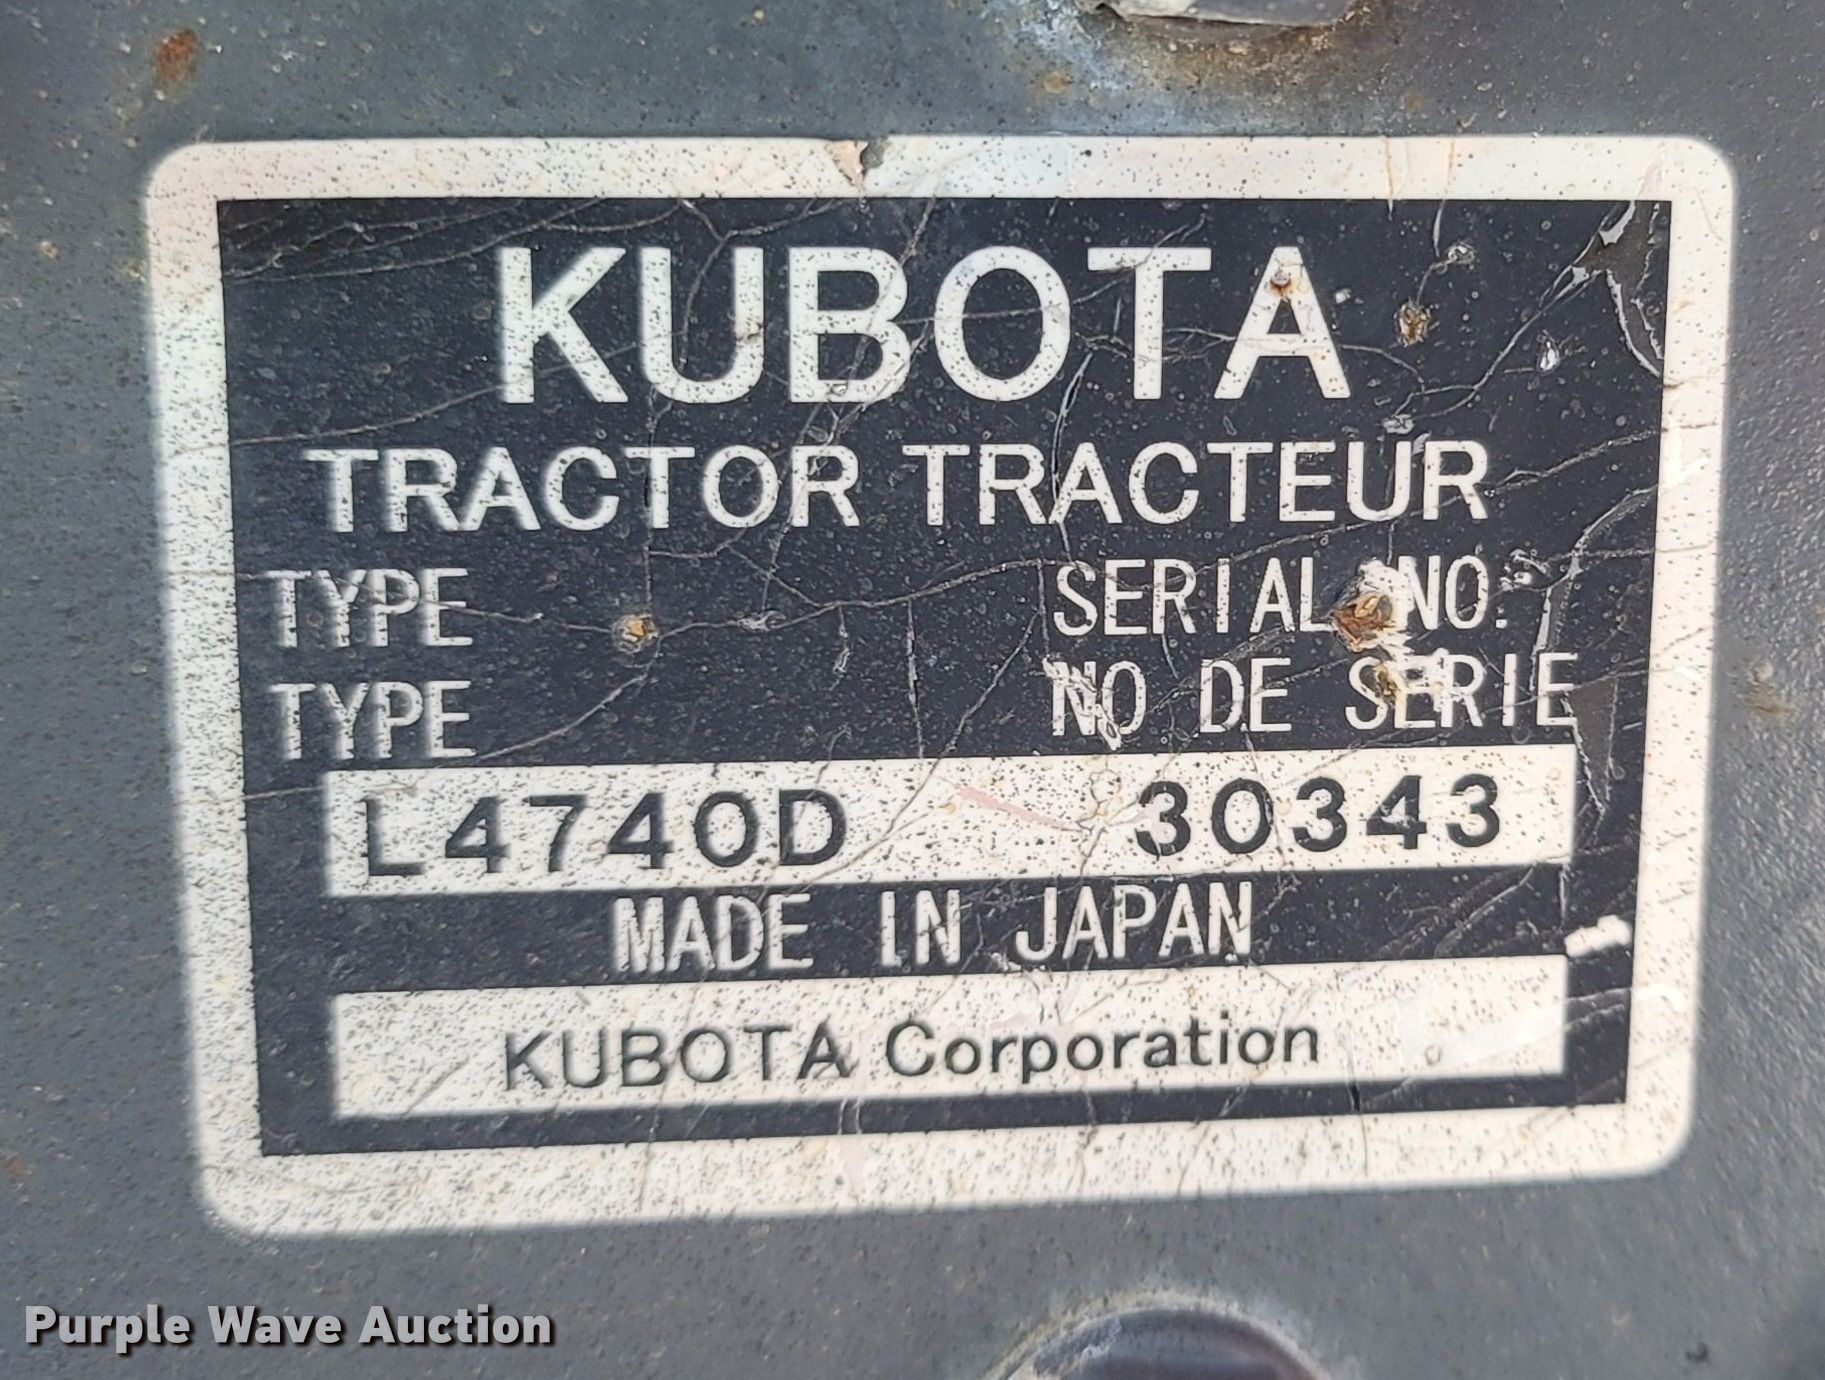 KUBOTA
TRACTOR TRACTEUR
TYPE SERIAL NO.
TYPE NO DE SERIE
L4740D 30343
MADE IN JAPAN
KUBOTA Corporation
Purple Wave Auction